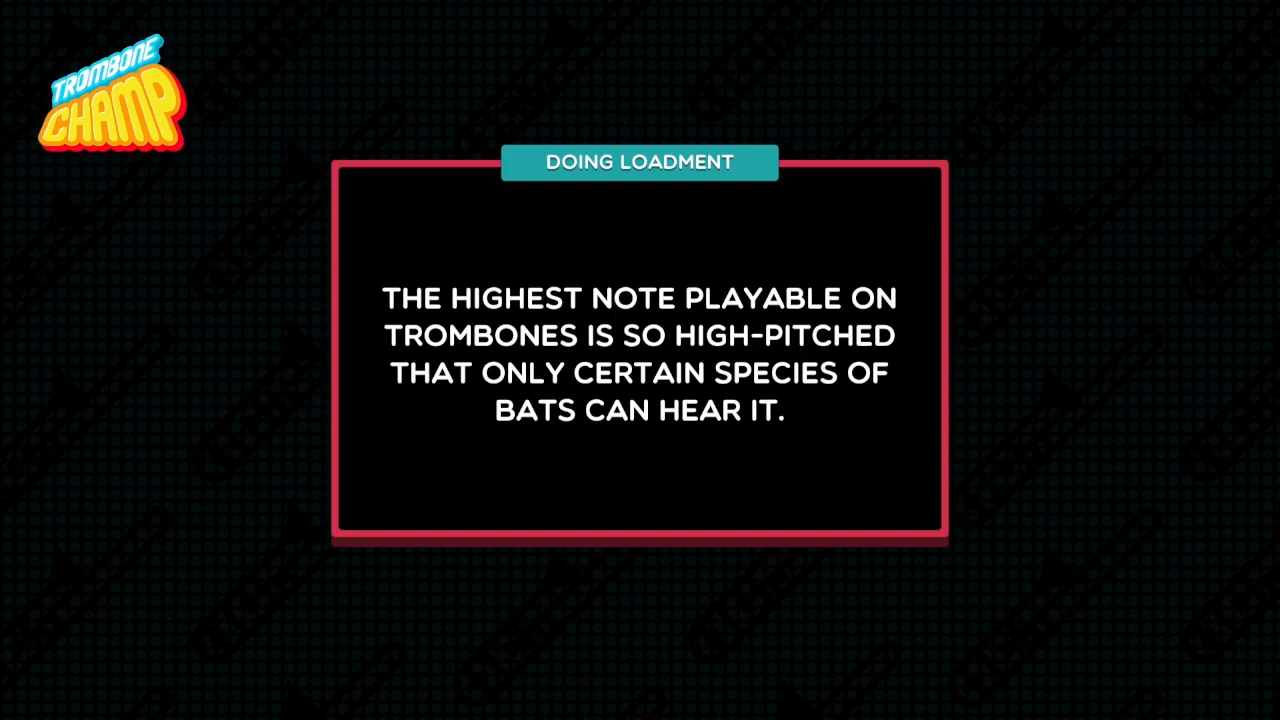 TROMBONE
CHAMP
DOING LOADMENT
THE HIGHEST NOTE PLAYABLE ON
TROMBONES IS SO HIGH-PITCHED
THAT ONLY CERTAIN SPECIES OF
BATS CAN HEAR IT.